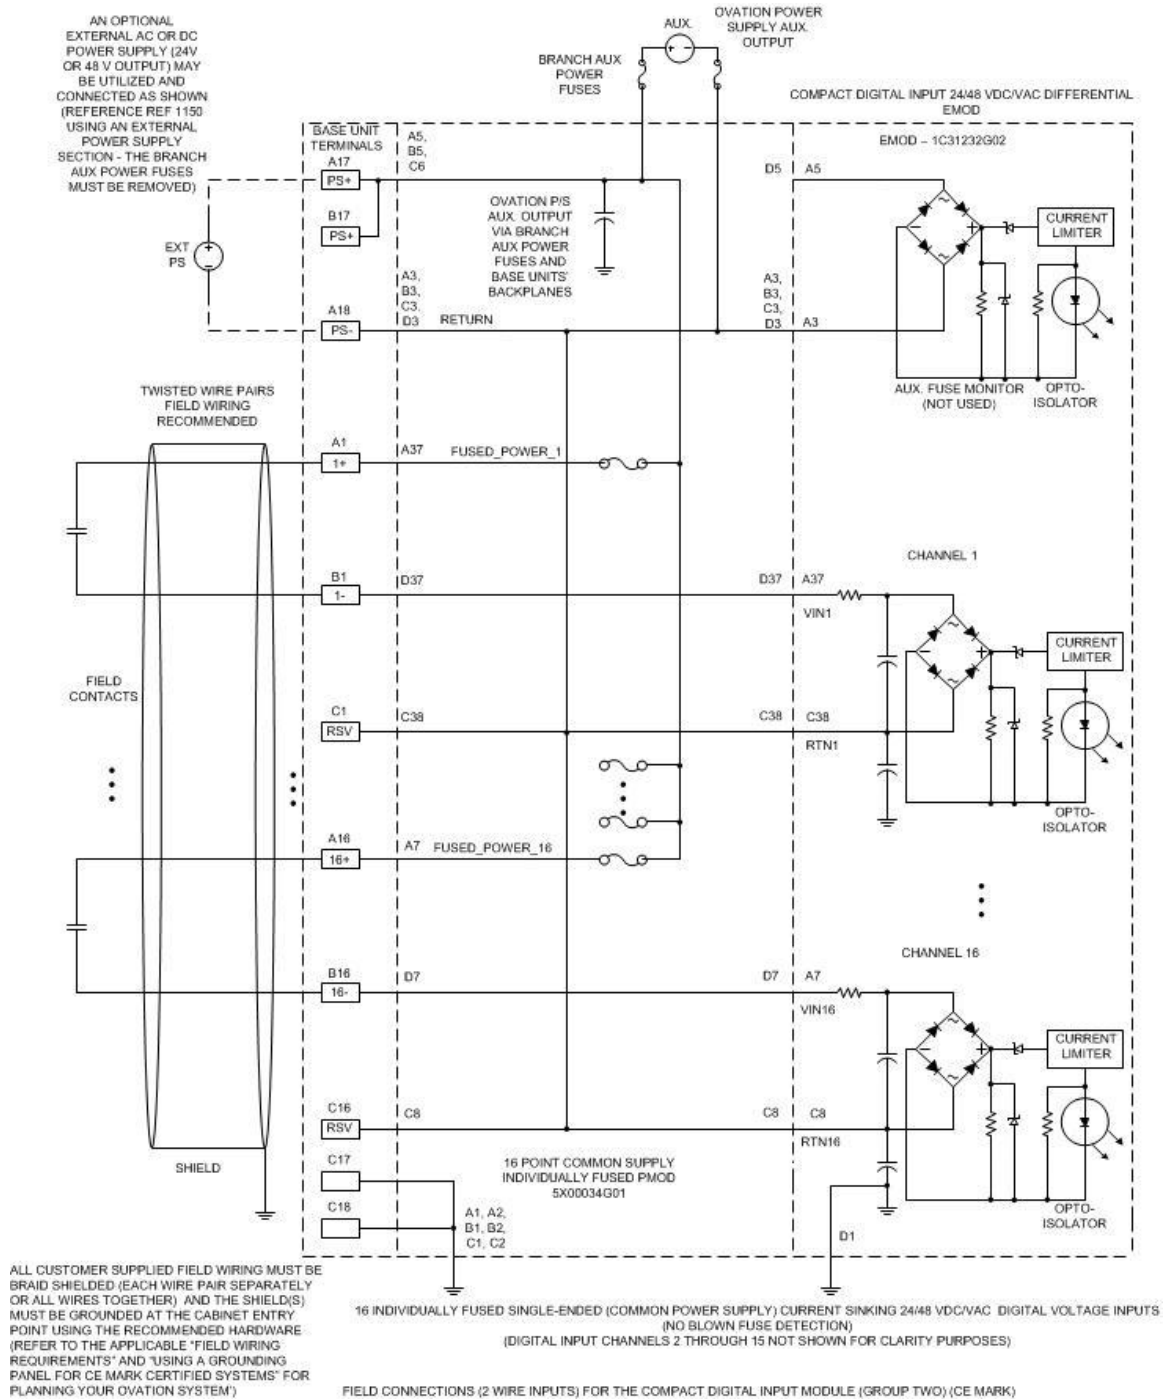 AN OPTIONAL
EXTERNAL AC OR DC
POWER SUPPLY (24V
OR 48 V OUTPUT) MAY
BE UTILIZED AND
CONNECTED AS SHOWN
(REFERENCE REF 1150
USING AN EXTERNAL
POWER SUPPLY
SECTION - THE BRANCH
AUX POWER FUSES
MUST BE REMOVED)
AUX.
OVATION POWER
SUPPLY AUX.
OUTPUT
BRANCH AUX
POWER
FUSES
COMPACT DIGITAL INPUT 24/48 VDC/VAC DIFFERENTIAL
EMOD
BASE UNIT
TERMINALS
A5,
B5,
C6
EMOD – 1C31232G02
A17
PS+
D5
A5
B17
PS+
OVATION P/S
AUX. OUTPUT
VIA BRANCH
AUX POWER
FUSES AND
BASE UNITS'
BACKPLANES
CURRENT
LIMITER
EXT
PS
A3,
B3,
C3,
D3
RETURN
A3,
B3,
C3,
D3
A3
A18
PS-
AUX. FUSE MONITOR
(NOT USED)
OPTO-
ISOLATOR
TWISTED WIRE PAIRS
FIELD WIRING
RECOMMENDED
A1
1+
A37
FUSED_POWER_1
CHANNEL 1
B1
1-
D37
D37
A37
VIN1
CURRENT
LIMITER
FIELD
CONTACTS
C1
RSV
C38
C38
C38
RTN1
OPTO-
ISOLATOR
A16
16+
A7
FUSED_POWER_16
CHANNEL 16
B16
16-
D7
D7
A7
VIN16
CURRENT
LIMITER
C16
RSV
C8
C8
C8
RTN16
SHIELD
C17
16 POINT COMMON SUPPLY
INDIVIDUALLY FUSED PMOD
5X00034G01
C18
A1, A2,
B1, B2,
C1, C2
D1
OPTO-
ISOLATOR
ALL CUSTOMER SUPPLIED FIELD WIRING MUST BE
BRAID SHIELDED (EACH WIRE PAIR SEPARATELY
OR ALL WIRES TOGETHER) AND THE SHIELD(S)
MUST BE GROUNDED AT THE CABINET ENTRY
POINT USING THE RECOMMENDED HARDWARE
(REFER TO THE APPLICABLE "FIELD WIRING
REQUIREMENTS" AND "USING A GROUNDING
PANEL FOR CE MARK CERTIFIED SYSTEMS" FOR
PLANNING YOUR OVATION SYSTEM')
16 INDIVIDUALLY FUSED SINGLE-ENDED (COMMON POWER SUPPLY) CURRENT SINKING 24/48 VDC/VAC DIGITAL VOLTAGE INPUTS
(NO BLOWN FUSE DETECTION)
(DIGITAL INPUT CHANNELS 2 THROUGH 15 NOT SHOWN FOR CLARITY PURPOSES)
FIELD CONNECTIONS (2 WIRE INPUTS) FOR THE COMPACT DIGITAL INPUT MODULE (GROUP TWO) (CE MARK)